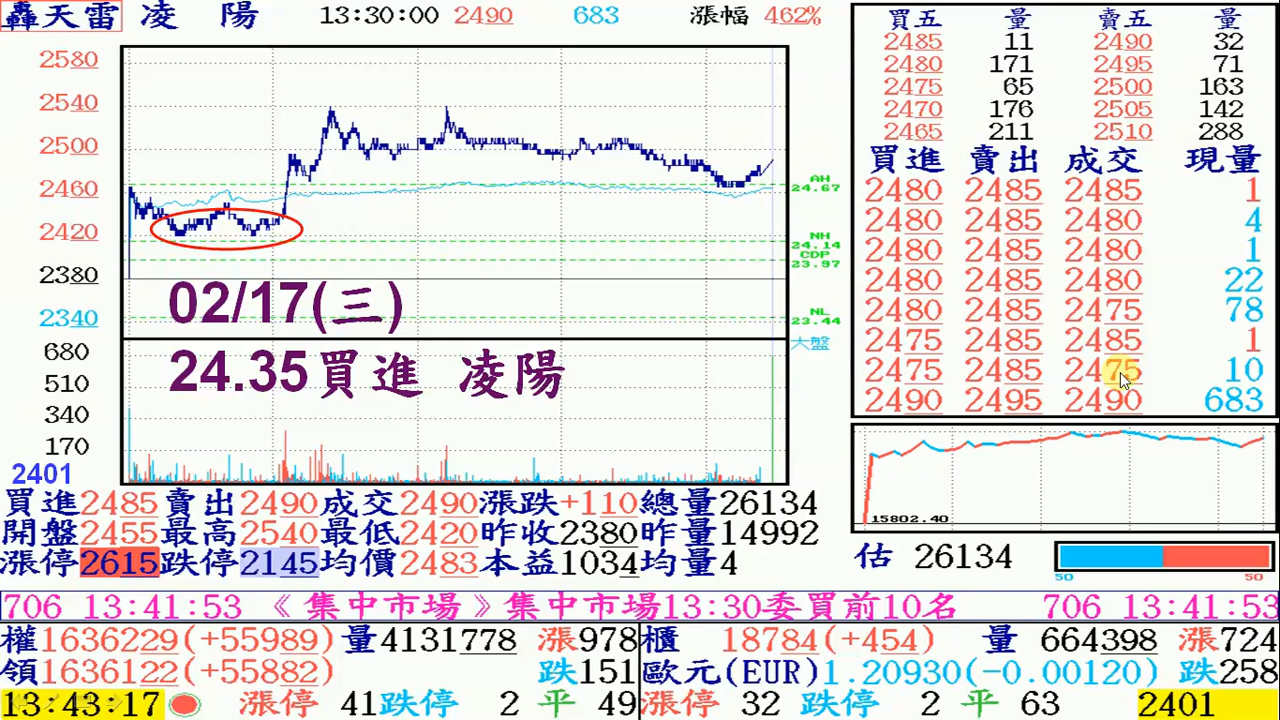 轟天雷 凌 陽 13:30:00 2490 683 漲幅 462%
買五 量 賣五 量
2485 11 2490 32
2480 171 2495 71
2475 65 2500 163
2470 176 2505 142
2465 211 2510 288
買進 賣出 成交 現量
2480 2485 2485 1
2480 2485 2480 4
2480 2485 2480 1
2480 2485 2480 22
2480 2485 2475 78
2475 2485 2485 1
2475 2485 2475 10
2490 2495 2490 683
2580
2540
2500
2460
2420
2380
2340
AH
24.67
NH
24.14
CDP
23.97
NL
23.44
大盤
02/17(三)
24.35買進 凌陽
680
510
340
170
2401
15802.40
買進2485賣出2490成交2490漲跌+110總量26134
開盤2455最高2540最低2420昨收2380昨量14992
漲停2615跌停2145均價2483本益1034均量4
估 26134
50 50
706 13:41:53 《集中市場》集中市場13:30委買前10名 706 13:41:53
權1636229(+55989)量4131778 漲978 櫃 18784(+454) 量 664398 漲724
領1636122(+55882) 跌151 歐元(EUR)1.20930(-0.00120) 跌258
13:43:17 漲停 41跌停 2 平 49 漲停 32 跌停 2 平 63 2401